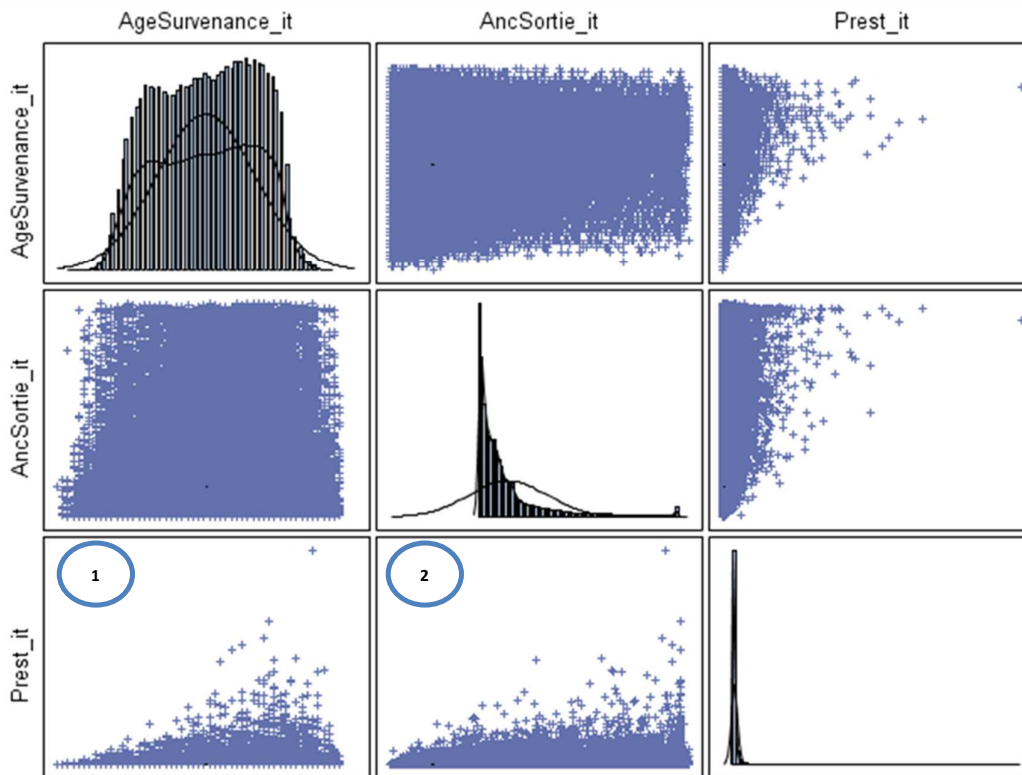 AgeSurvenance_it AncSortie_it Prest_it
AgeSurvenance_it
AncSortie_it
Prest_it
1
2